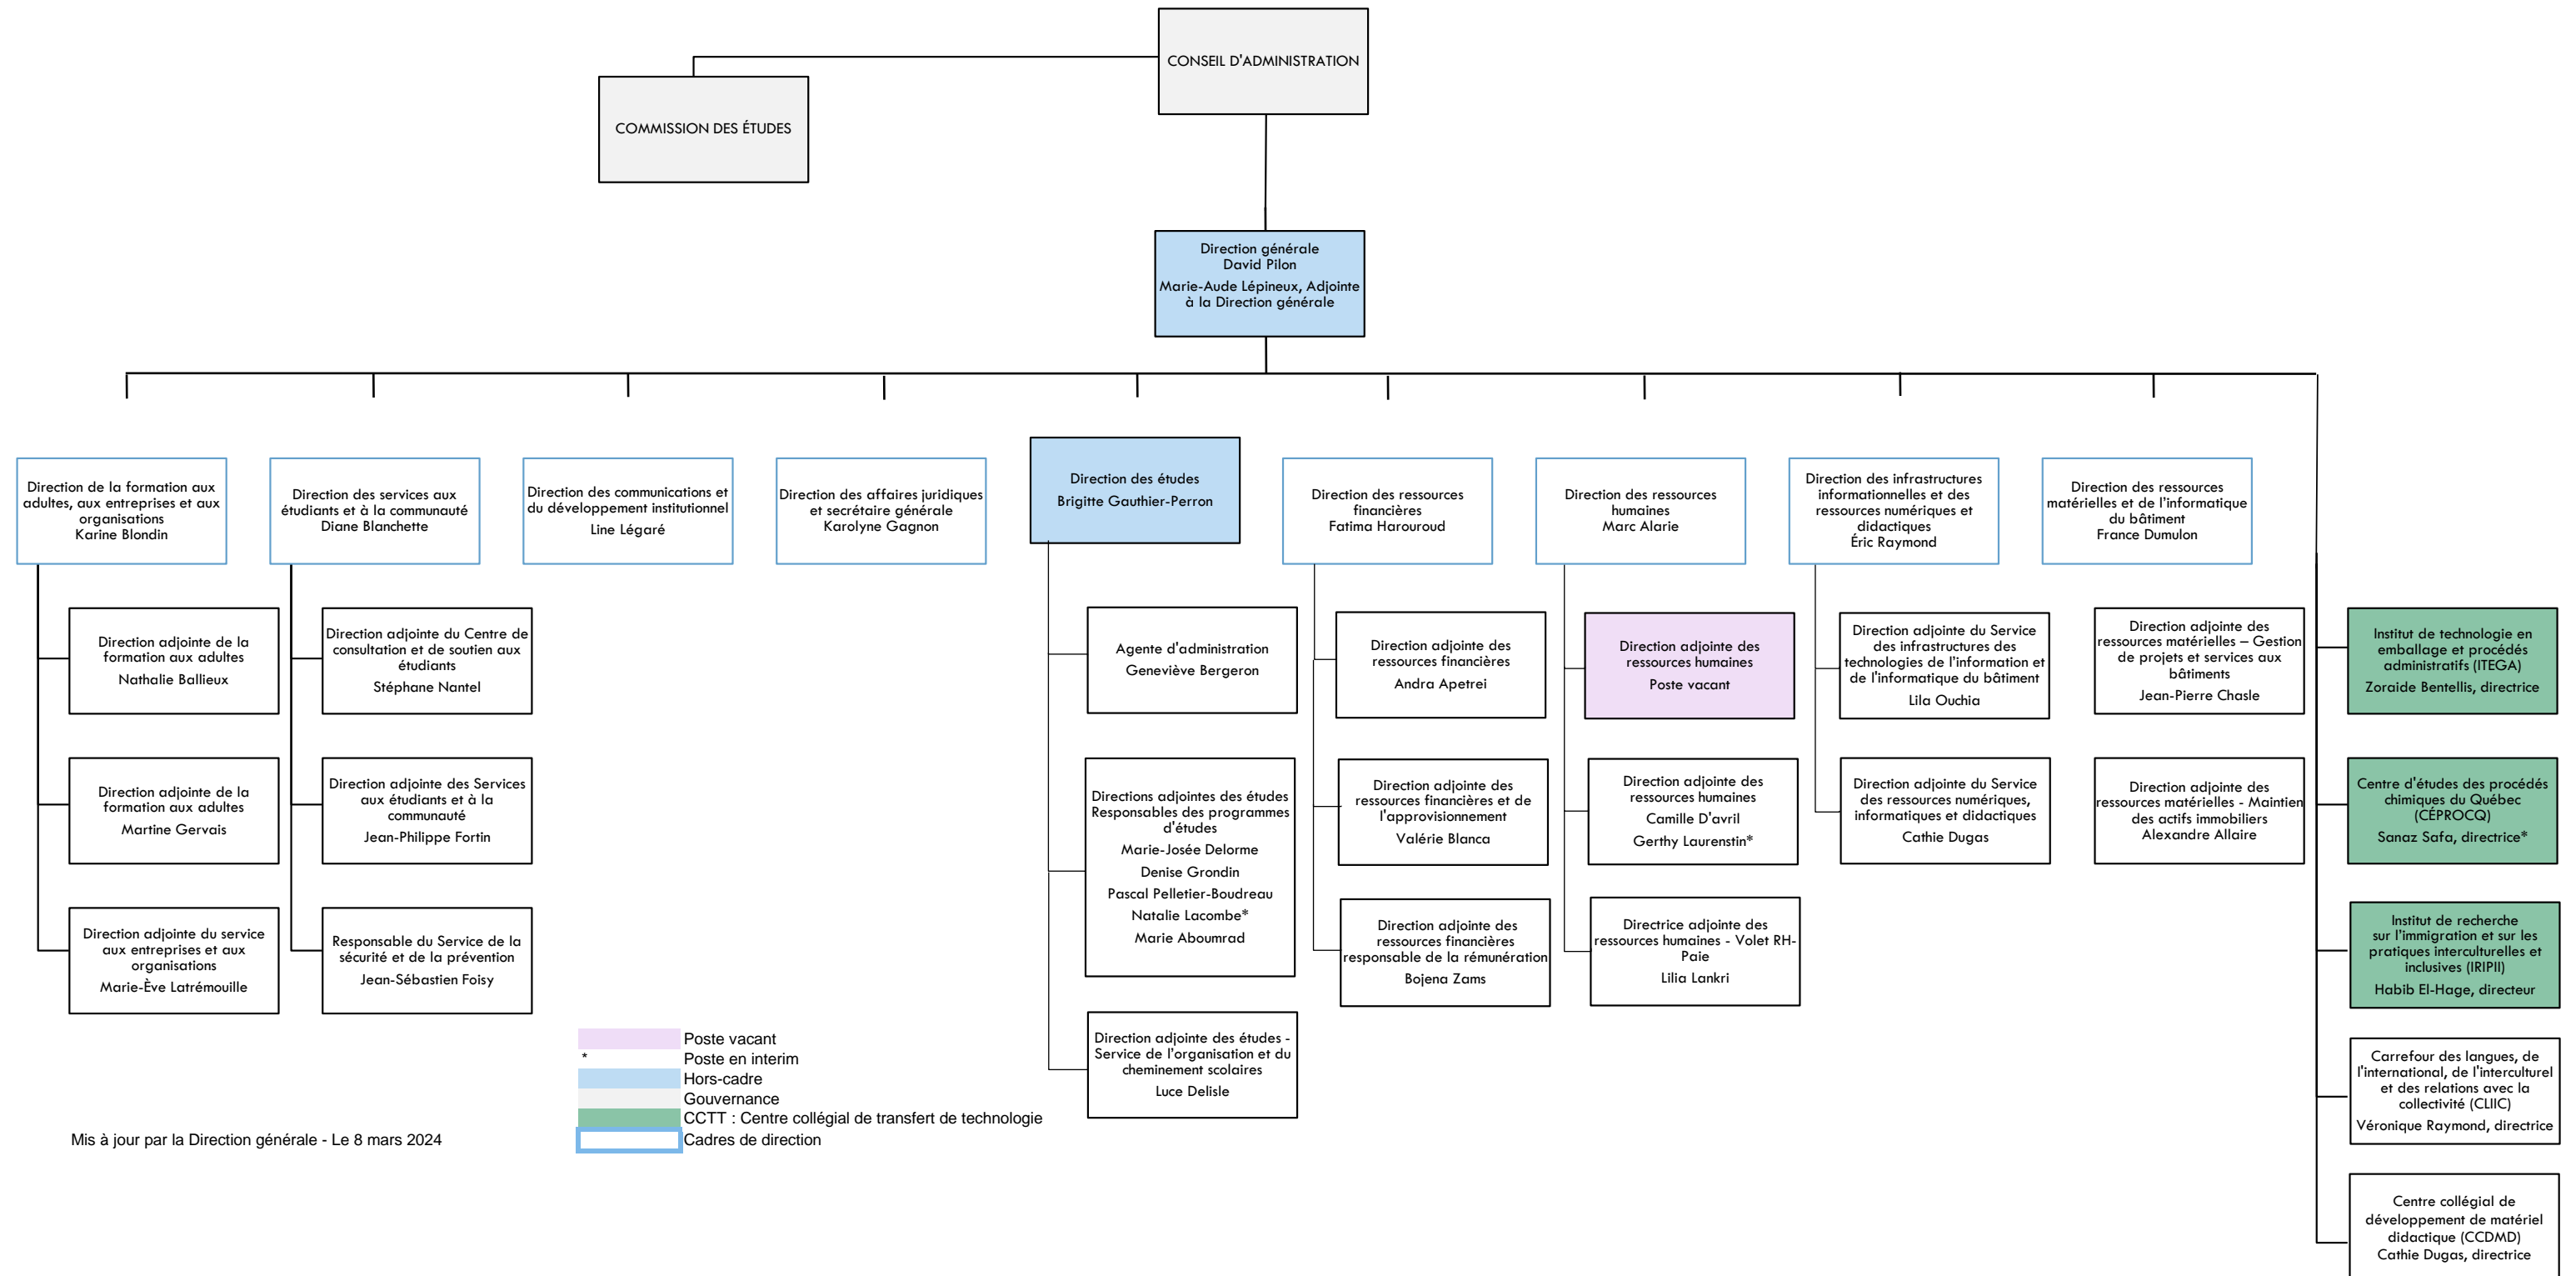 CONSEIL D'ADMINISTRATION
COMMISSION DES ÉTUDES
Direction générale
David Pilon
Marie-Aude Lépineux, Adjointe
à la Direction générale
Direction de la formation aux
adultes, aux entreprises et aux
organisations
Karine Blondin
Direction des services aux
étudiants et à la communauté
Diane Blanchette
Direction des communications et
du développement institutionnel
Line Légaré
Direction des affaires juridiques
et secrétaire générale
Karolyne Gagnon
Direction des études
Brigitte Gauthier-Perron
Direction des ressources
financières
Fatima Harouroud
Direction des ressources
humaines
Marc Alarie
Direction des infrastructures
informationnelles et des
ressources numériques et
didactiques
Éric Raymond
Direction des ressources
matérielles et de l'informatique
du bâtiment
France Dumulon
Direction adjointe de la
formation aux adultes
Nathalie Ballieux
Direction adjointe de la
formation aux adultes
Martine Gervais
Direction adjointe du service
aux entreprises et aux
organisations
Marie-Ève Latrémouille
Direction adjointe du Centre de
consultation et de soutien aux
étudiants
Stéphane Nantel
Direction adjointe des Services
aux étudiants et à la
communauté
Jean-Philippe Fortin
Responsable du Service de la
sécurité et de la prévention
Jean-Sébastien Foisy
Agente d'administration
Geneviève Bergeron
Directions adjointes des études
Responsables des programmes
d'études
Marie-Josée Delorme
Denise Grondin
Pascal Pelletier-Boudreau
Natalie Lacombe*
Marie Aboumrad
Direction adjointe des études -
Service de l'organisation et du
cheminement scolaires
Luce Delisle
Direction adjointe des
ressources financières
Andra Apetrei
Direction adjointe des
ressources financières et de
l'approvisionnement
Valérie Blanca
Direction adjointe des
ressources financières
responsable de la rémunération
Bojena Zams
Direction adjointe des
ressources humaines
Poste vacant
Direction adjointe des
ressources humaines
Camille D'avril
Gerthy Laurenstin*
Directrice adjointe des
ressources humaines - Volet RH-
Paie
Lilia Lankri
Direction adjointe du Service
des infrastructures des
technologies de l'information et
de l'informatique du bâtiment
Lila Ouchia
Direction adjointe du Service
des ressources numériques,
informatiques et didactiques
Cathie Dugas
Direction adjointe des
ressources matérielles – Gestion
de projets et services aux
bâtiments
Jean-Pierre Chasle
Direction adjointe des
ressources matérielles - Maintien
des actifs immobiliers
Alexandre Allaire
Institut de technologie en
emballage et procédés
administratifs (ITEGA)
Zoraide Bentellis, directrice
Centre d'études des procédés
chimiques du Québec
(CÉPROCQ)
Sanaz Safa, directrice*
Institut de recherche
sur l'immigration et sur les
pratiques interculturelles et
inclusives (IRIPII)
Habib El-Hage, directeur
Carrefour des langues, de
l'international, de l'interculturel
et des relations avec la
collectivité (CLIIC)
Véronique Raymond, directrice
Centre collégial de
développement de matériel
didactique (CCDMD)
Cathie Dugas, directrice
Poste vacant
* Poste en interim
Hors-cadre
Gouvernance
CCTT : Centre collégial de transfert de technologie
Cadres de direction
Mis à jour par la Direction générale - Le 8 mars 2024